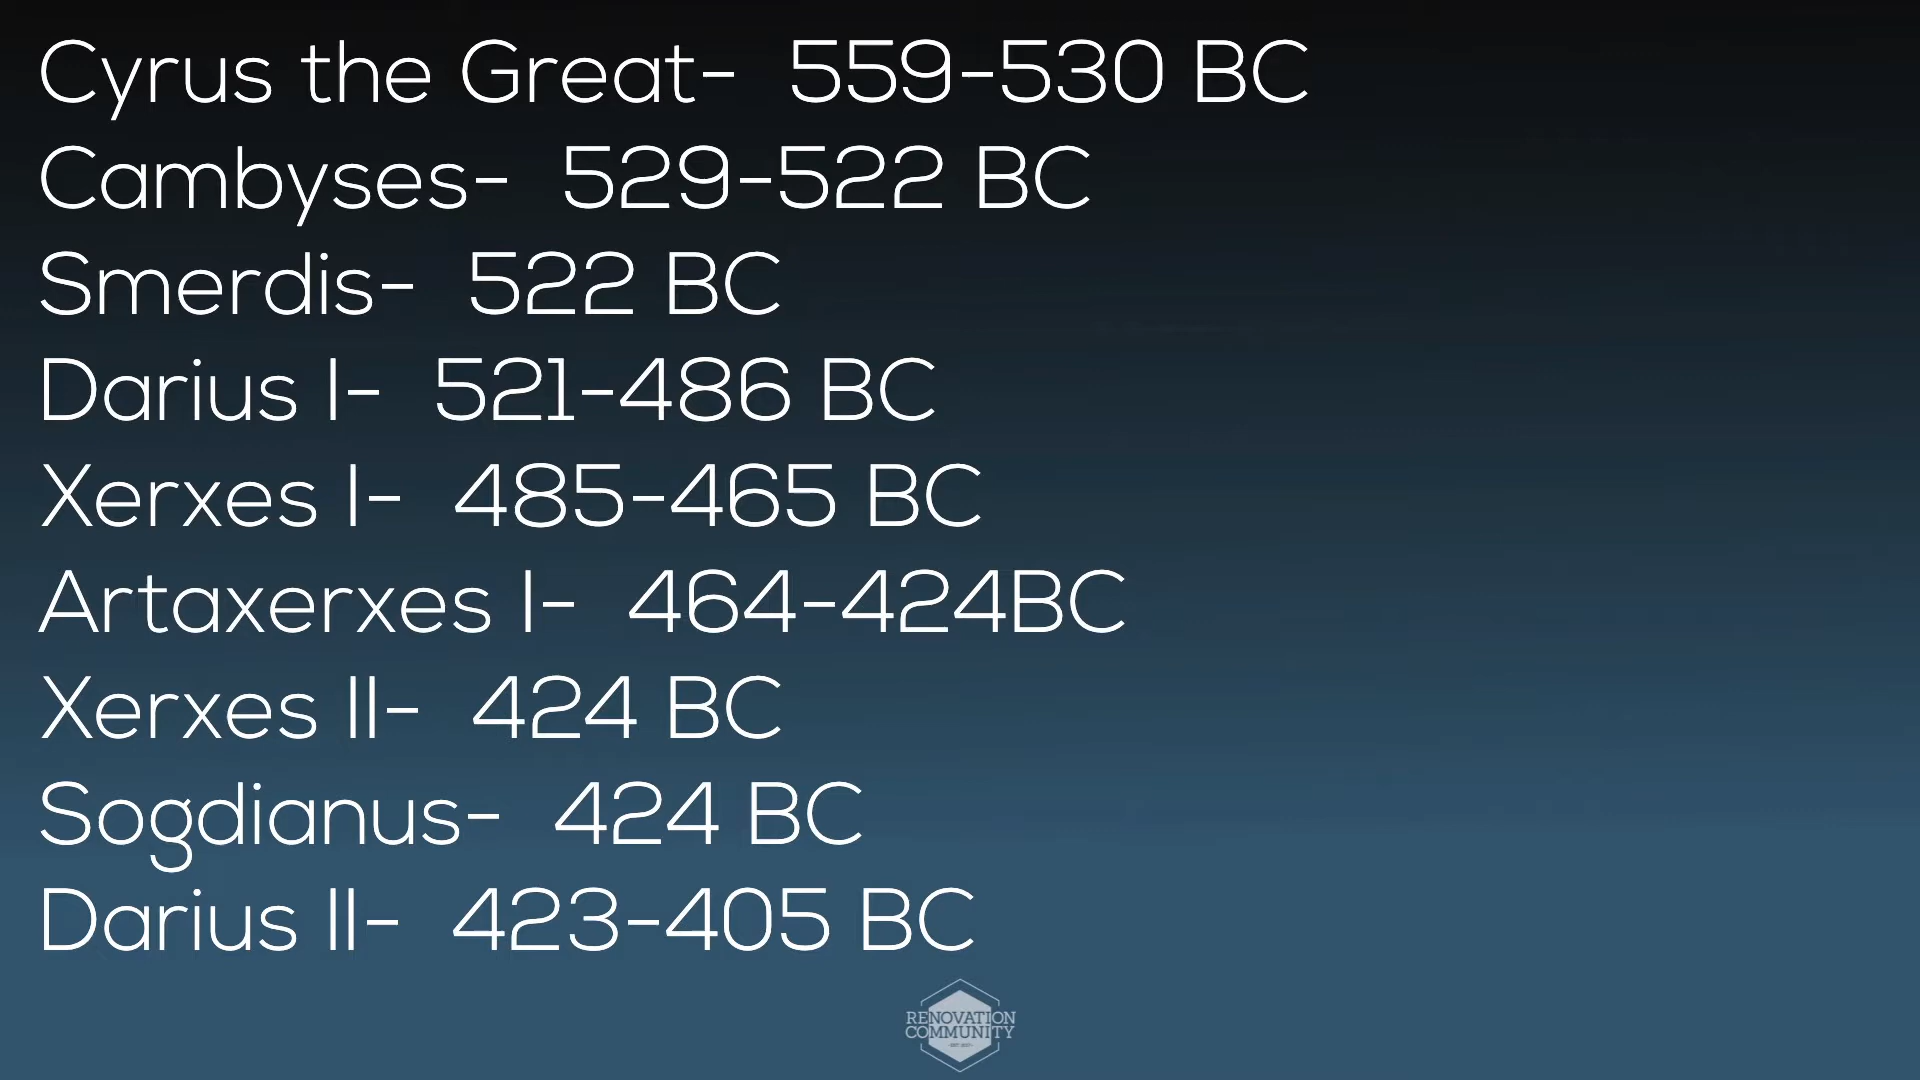 Cyrus the Great-  559-530 BC
Cambyses-  529-522 BC
Smerdis-  522 BC
Darius I-  521-486 BC
Xerxes I-  485-465 BC
Artaxerxes I-  464-424BC
Xerxes II-  424 BC
Sogdianus-  424 BC
Darius II-  423-405 BC
RENOVATION
COMMUNITY